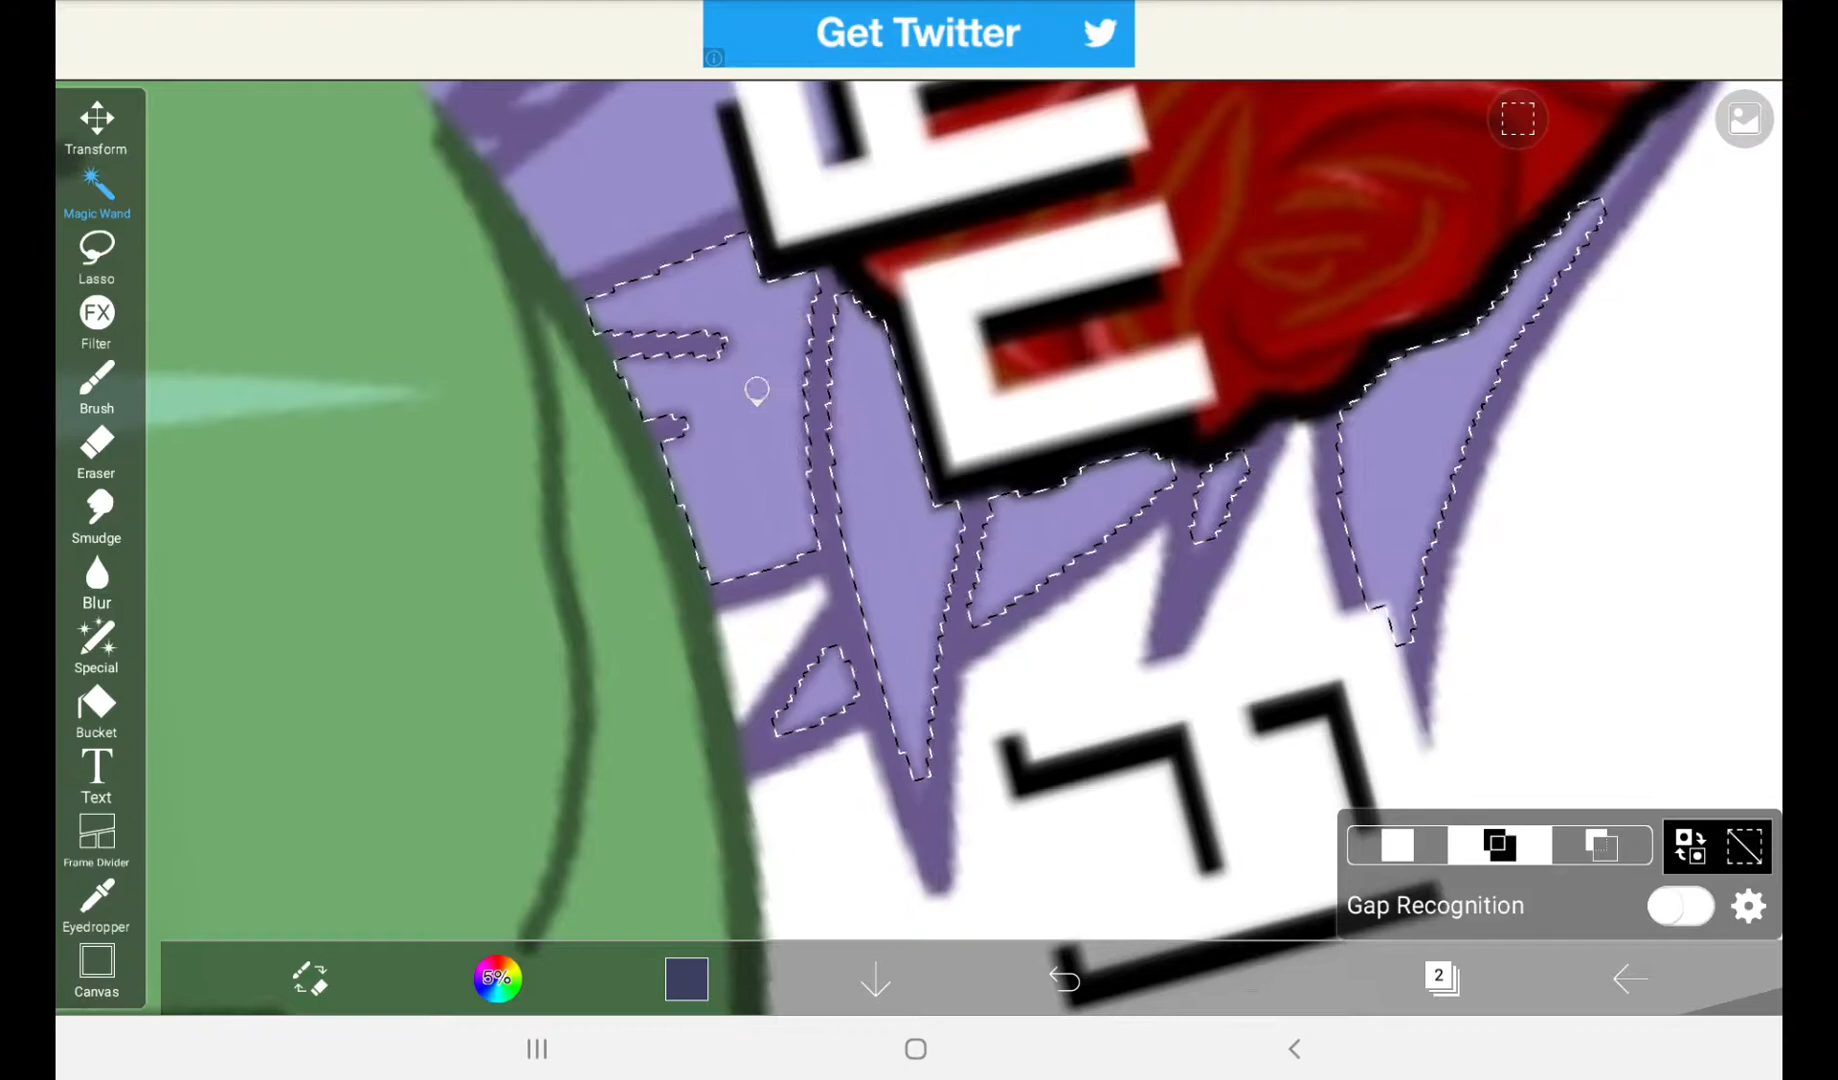 Get Twitter
Transform
Magic Wand
Lasso
FX
Filter
Brush
Eraser
Smudge
Blur
Special
Bucket
T
Text
Frame Divider
Eyedropper
Canvas
Gap Recognition
5%
2